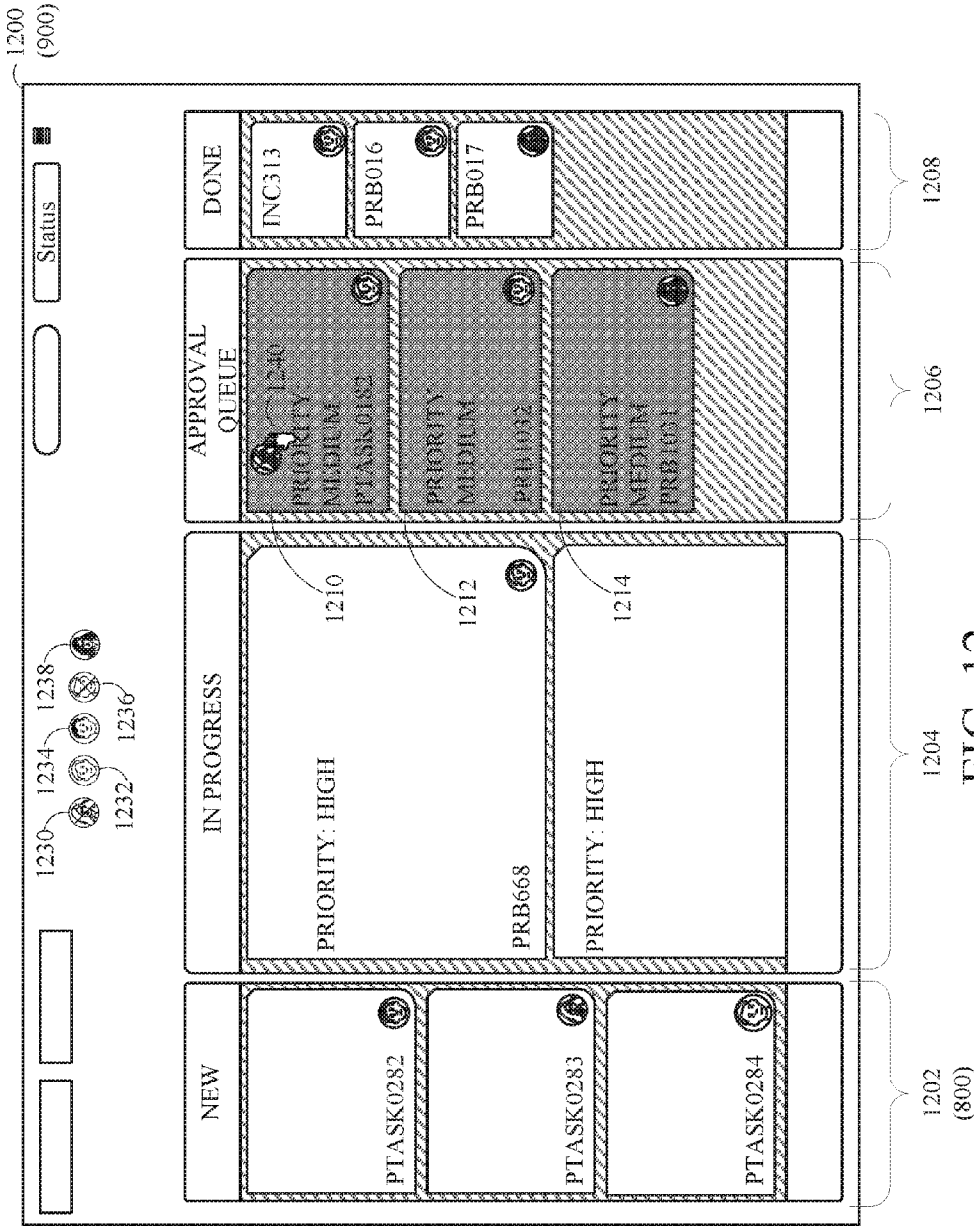 1200
(900)
Status
1230
1232
1234
1236
1238
NEW
PTASK0282
PTASK0283
PTASK0284
IN PROGRESS
PRIORITY: HIGH
PRB668
PRIORITY: HIGH
APPROVAL
QUEUE
1240
PRIORITY:
MEDIUM
PTASK0182
PRIORITY
MEDIUM
PRB1032
PRIORITY
MEDIUM
PRB1031
1210
1212
1214
DONE
INC313
PRB016
PRB017
1202
(800)
1204
1206
1208